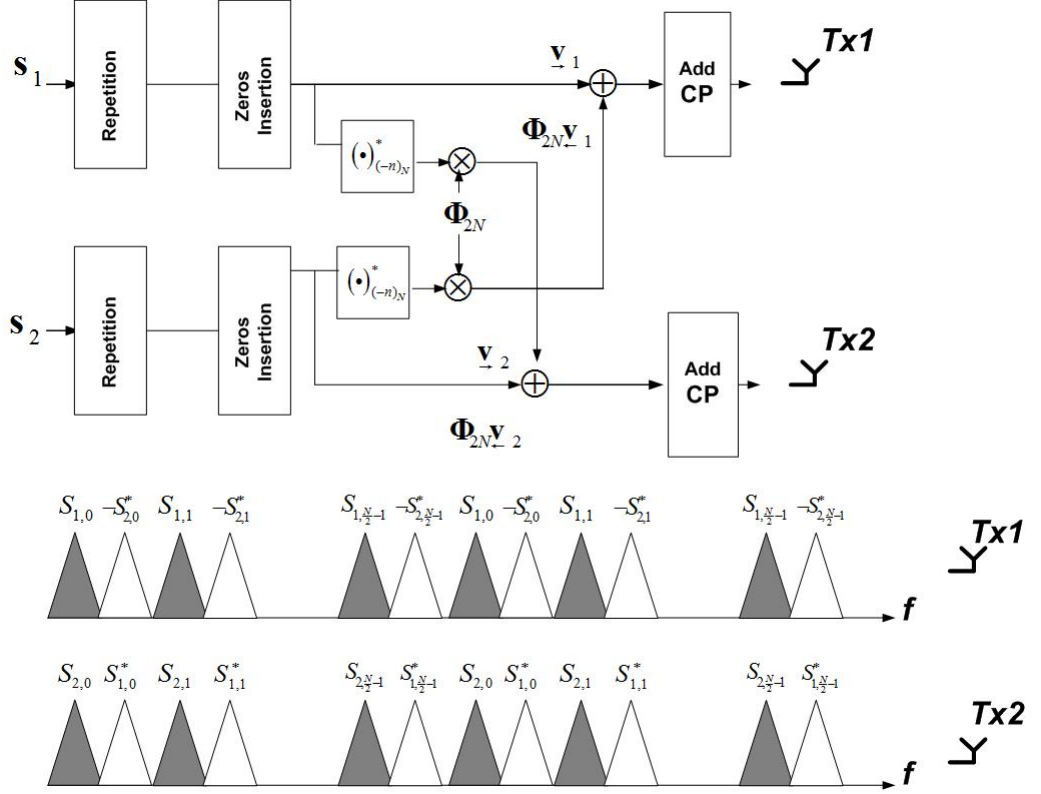 s₁
Repetition
Zeros Insertion
v₁
Add CP
Tx1
(•)*₍₋ₙ₎N
Φ₂N v₁
Φ₂N
s₂
Repetition
Zeros Insertion
(•)*₍₋ₙ₎N
v₂
Add CP
Tx2
Φ₂N v₂
S₁,₀ −S*₂,₀ S₁,₁ −S*₂,₁ S₁,N/2−1 −S*₂,N/2−1 S₁,₀ −S*₂,₀ S₁,₁ −S*₂,₁ S₁,N/2−1 −S*₂,N/2−1
Tx1
f
S₂,₀ S*₁,₀ S₂,₁ S*₁,₁ S₂,N/2−1 S*₁,N/2−1 S₂,₀ S*₁,₀ S₂,₁ S*₁,₁ S₂,N/2−1 S*₁,N/2−1
Tx2
f